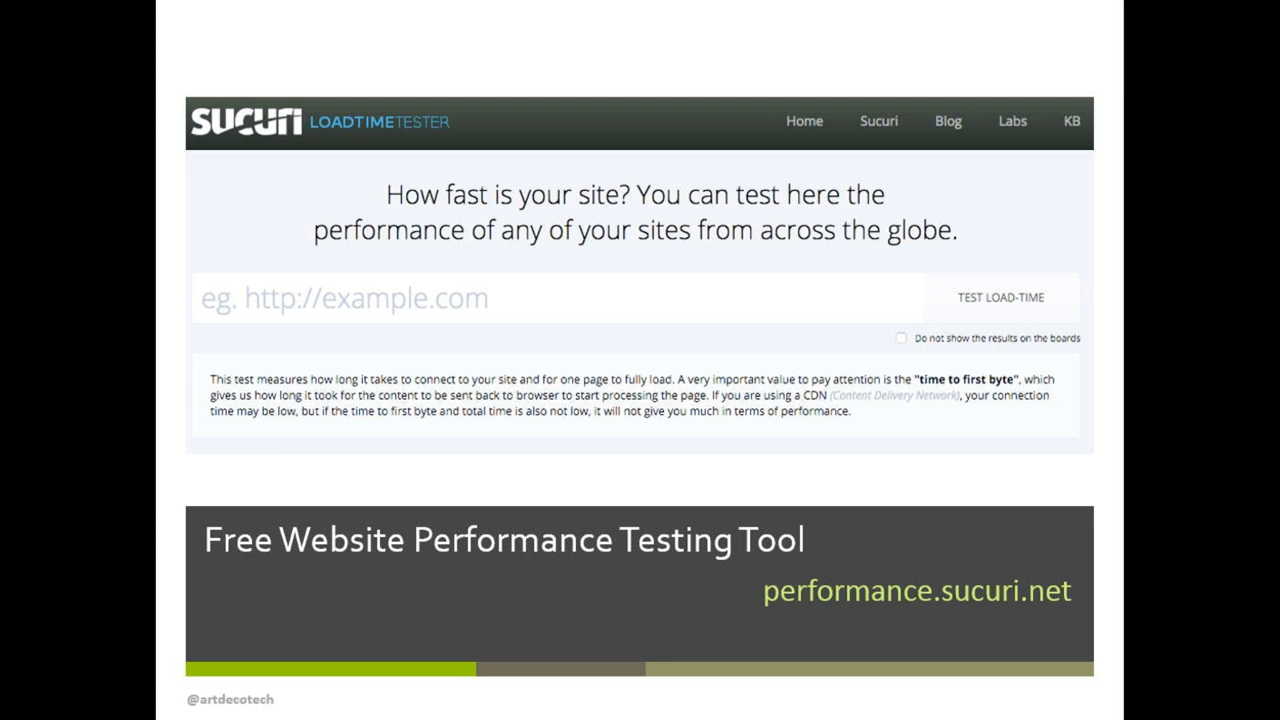 sucuri LOADTIMETESTER Home Sucuri Blog Labs KB
How fast is your site? You can test here the
performance of any of your sites from across the globe.
eg. http://example.com TEST LOAD-TIME
Do not show the results on the boards
This test measures how long it takes to connect to your site and for one page to fully load. A very important value to pay attention is the "time to first byte", which
gives us how long it took for the content to be sent back to browser to start processing the page. If you are using a CDN (Content Delivery Network), your connection
time may be low, but if the time to first byte and total time is also not low, it will not give you much in terms of performance.
Free Website Performance Testing Tool
performance.sucuri.net
@artdecotech